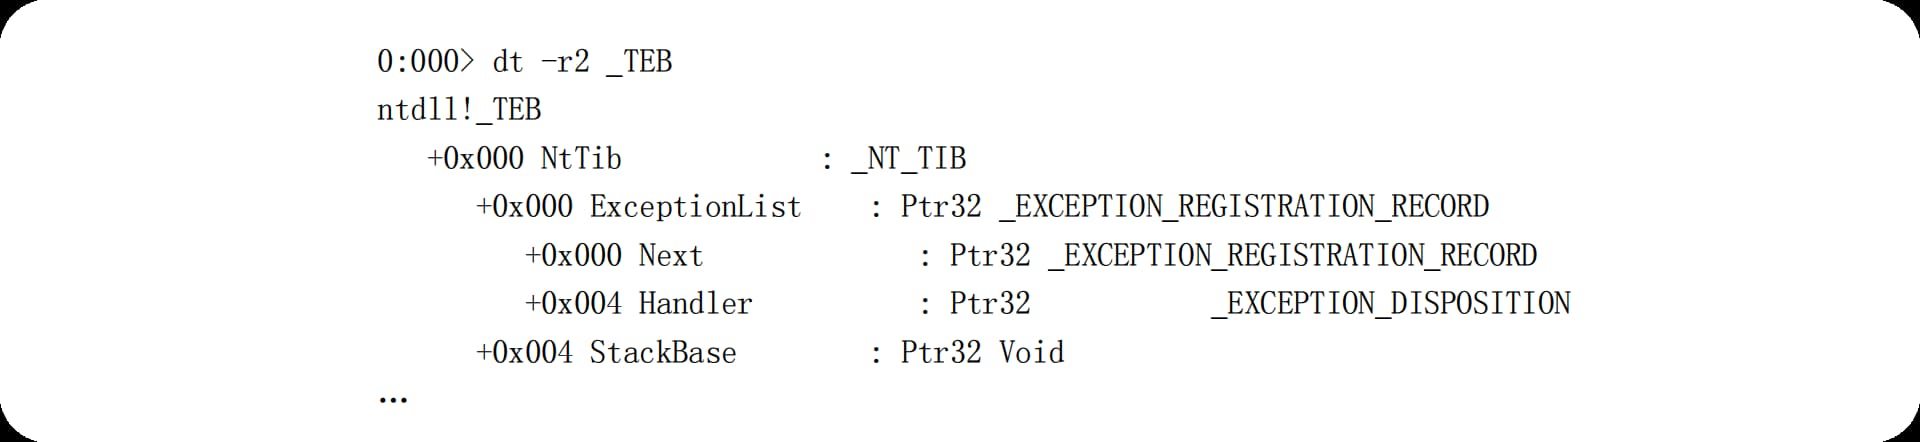 0:000> dt -r2 _TEB
ntdll!_TEB
   +0x000 NtTib            : _NT_TIB
      +0x000 ExceptionList    : Ptr32 _EXCEPTION_REGISTRATION_RECORD
         +0x000 Next             : Ptr32 _EXCEPTION_REGISTRATION_RECORD
         +0x004 Handler          : Ptr32           _EXCEPTION_DISPOSITION
      +0x004 StackBase        : Ptr32 Void
...